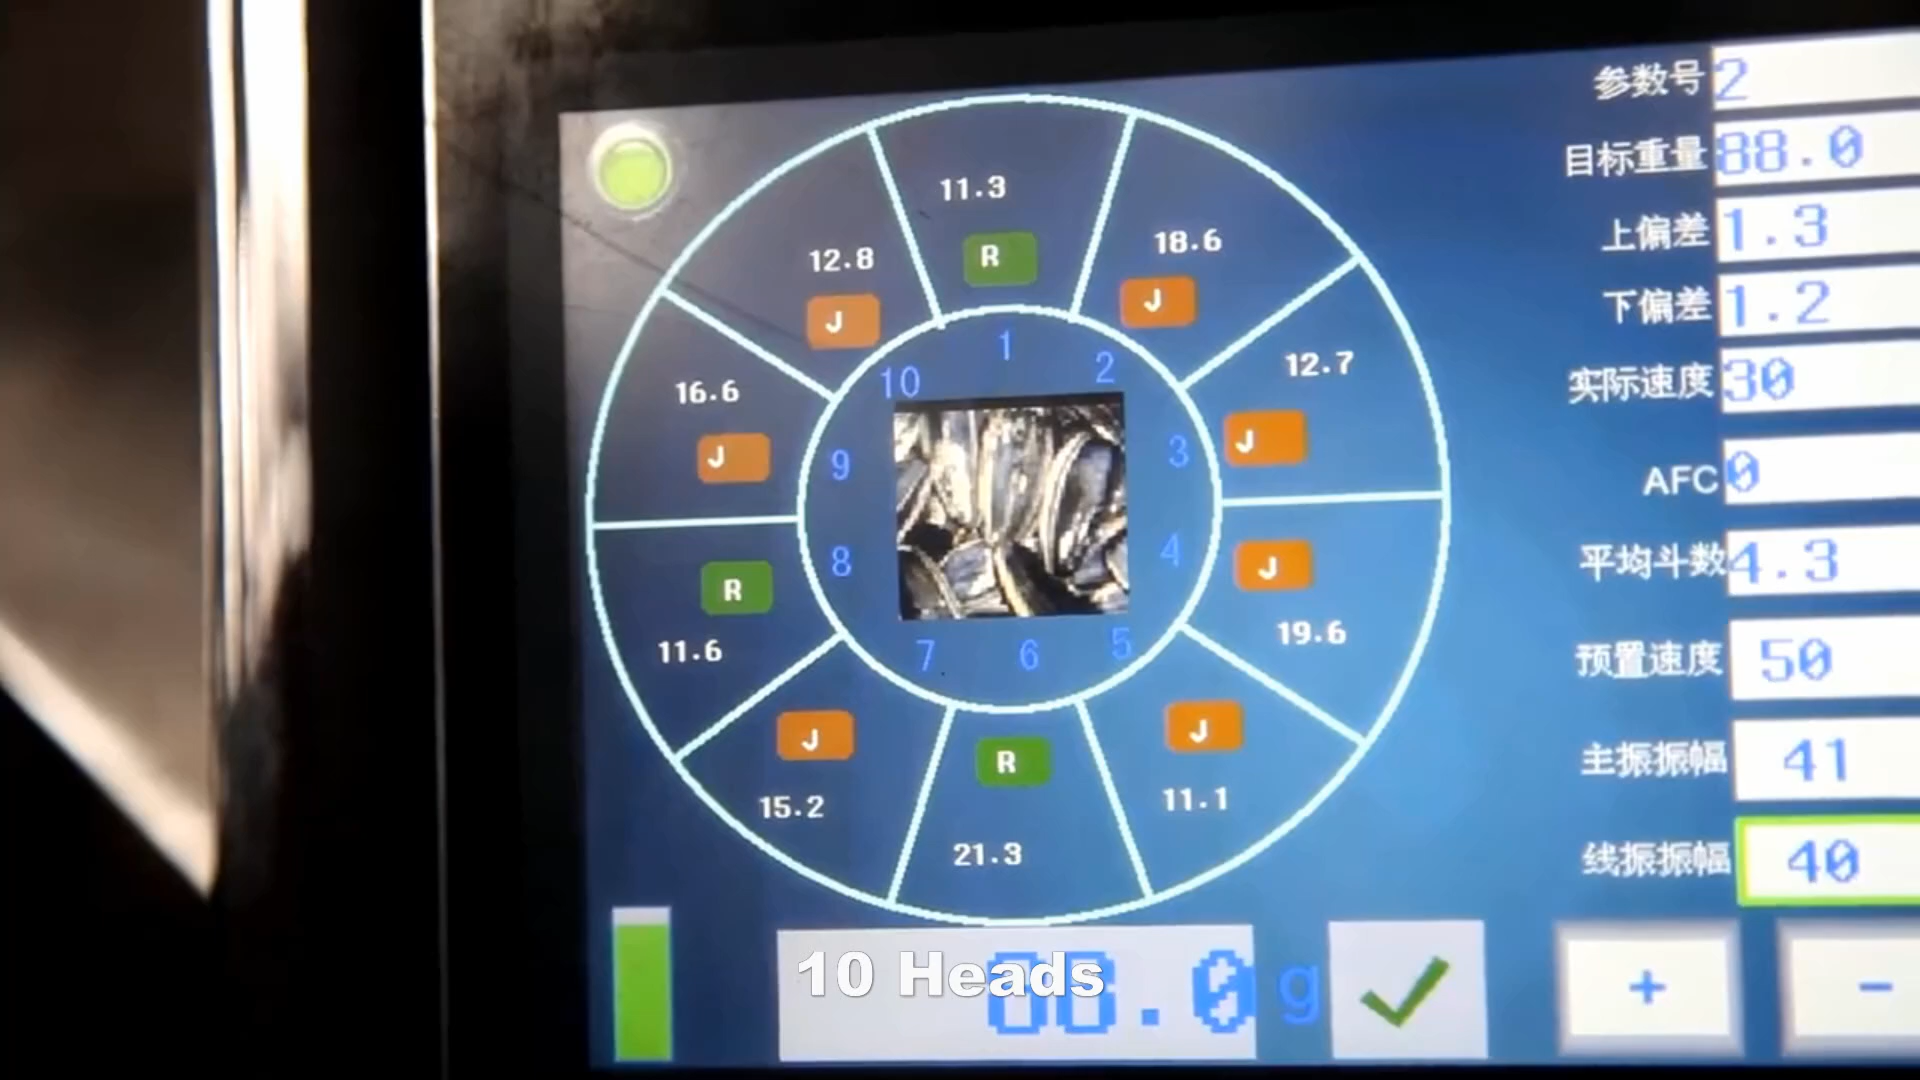 11.3
R
18.6
J
12.7
J
J
19.6
J
11.1
R
21.3
J
15.2
R
11.6
16.6
J
12.8
J
1
2
3
4
5
6
7
8
9
10
参数号 2
目标重量 88.0
上偏差 1.3
下偏差 1.2
实际速度 30
AFC 0
平均斗数 4.3
预置速度 50
主振振幅 41
线振振幅 40
88.0 g
+
-
10 Heads